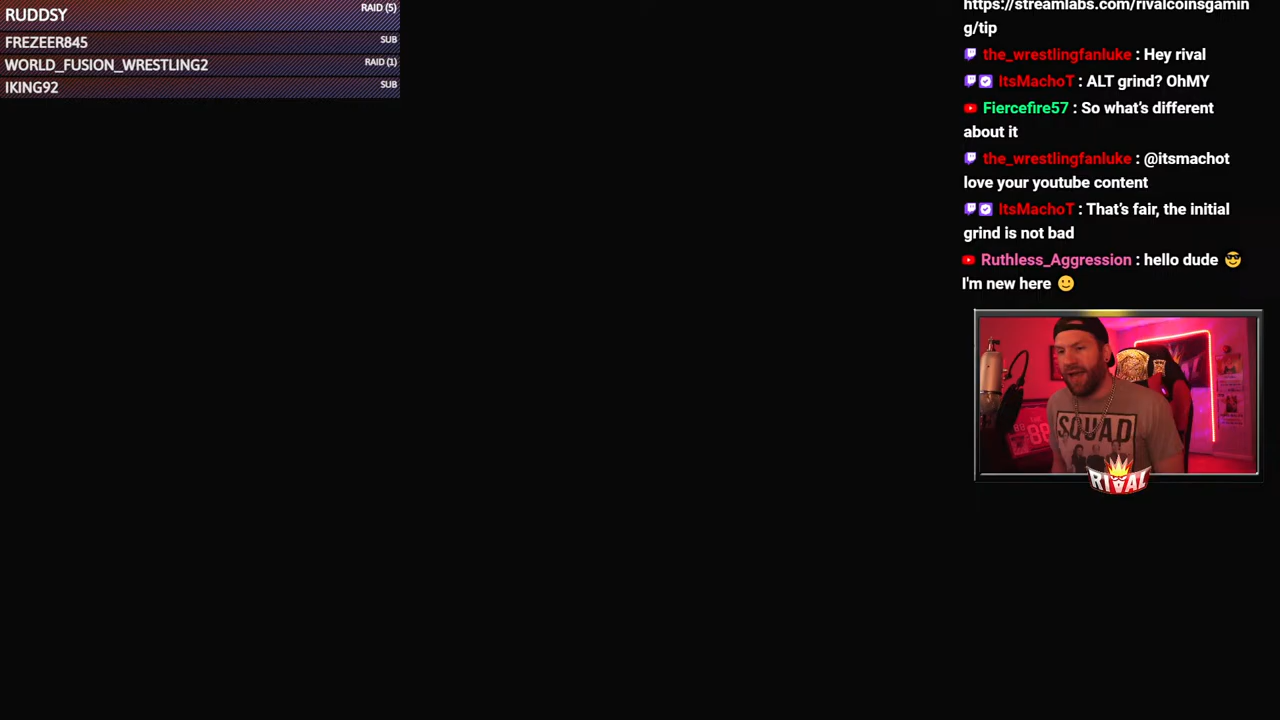 RUDDSY RAID (5)
FREZEER845 SUB
WORLD_FUSION_WRESTLING2 RAID (1)
IKING92 SUB
https://streamlabs.com/rivalcoinsgamin
g/tip
the_wrestlingfanluke : Hey rival
ItsMachoT : ALT grind? OhMY
Fiercefire57 : So what's different
about it
the_wrestlingfanluke : @itsmachot
love your youtube content
ItsMachoT : That's fair, the initial
grind is not bad
Ruthless_Aggression : hello dude 😎
I'm new here 🙂
SQUAD
RIVAL